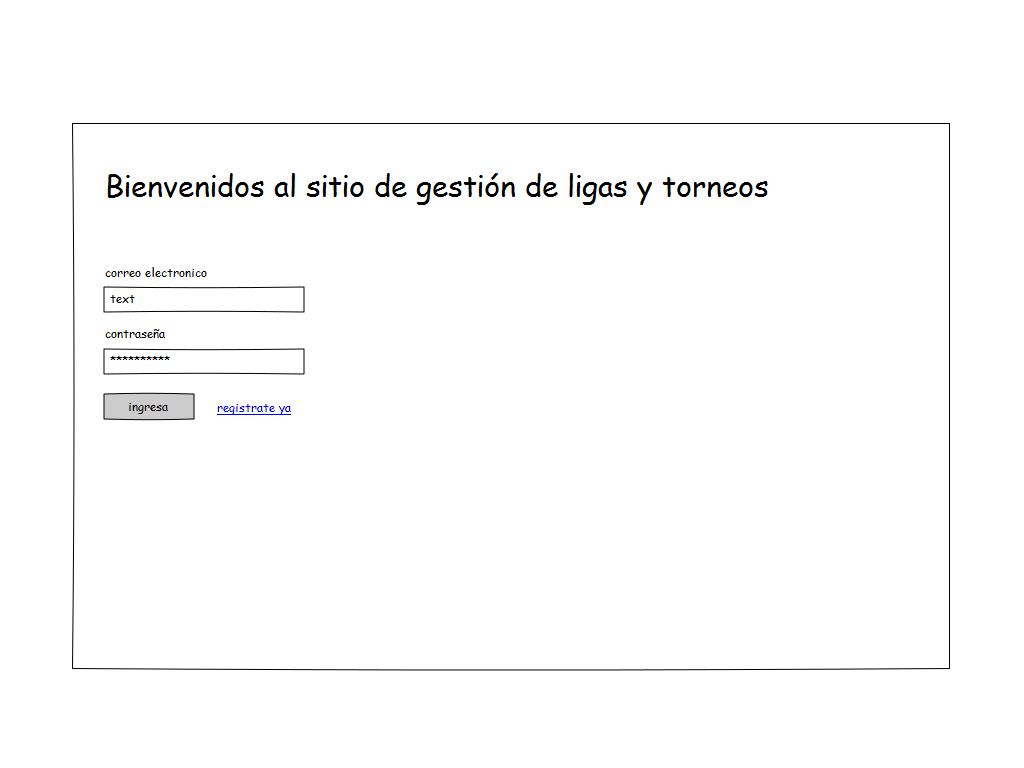 Bienvenidos al sitio de gestión de ligas y torneos
correo electronico
text
contraseña
**********
ingresa registrate ya